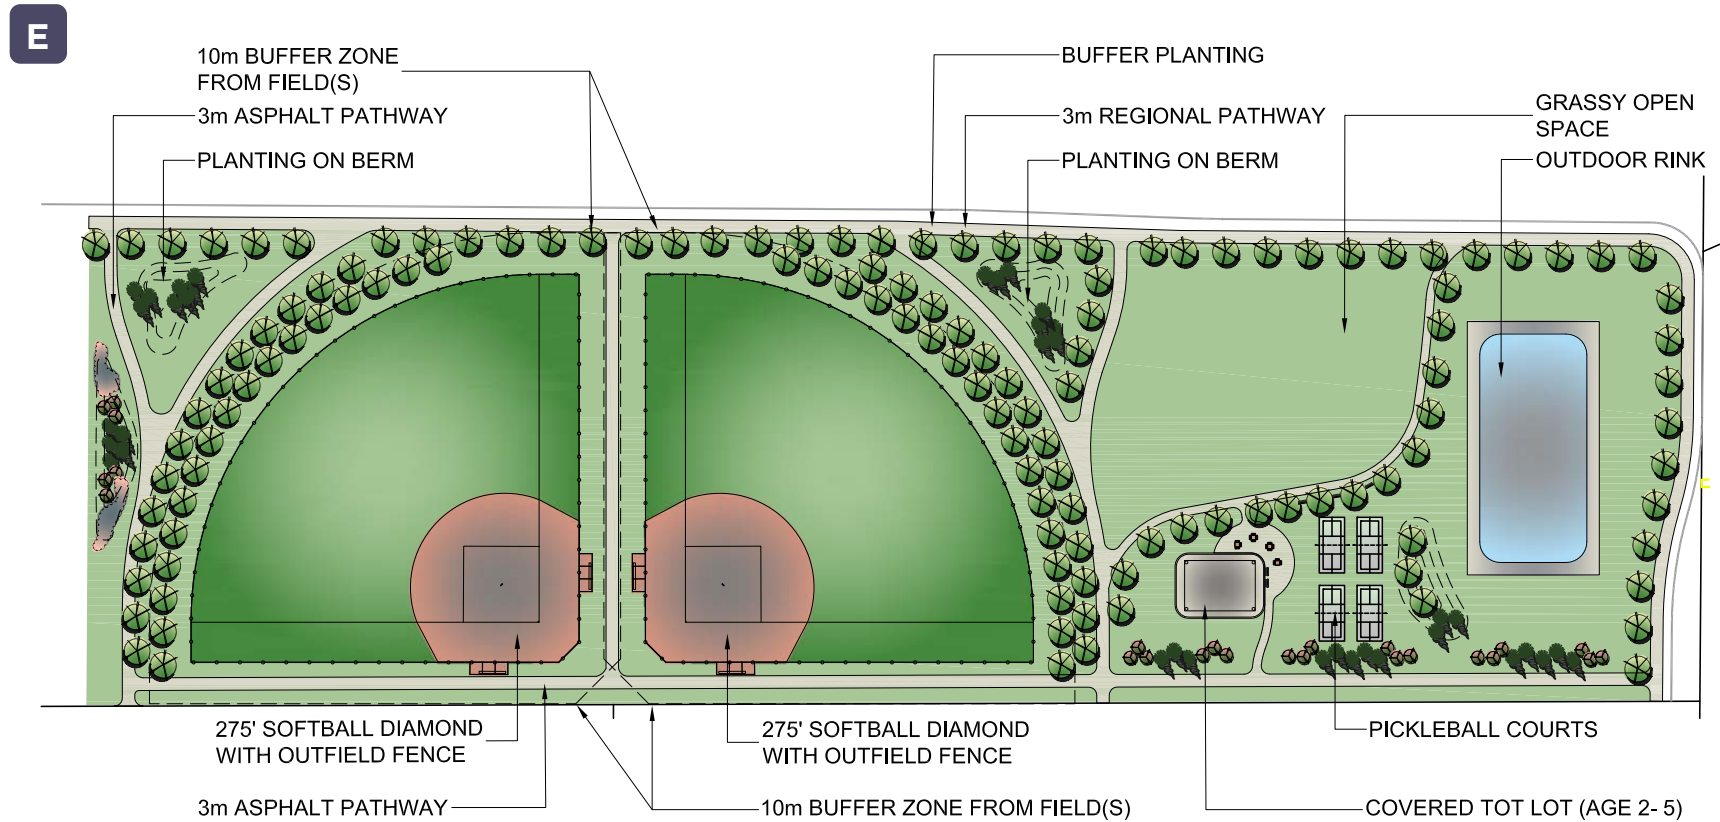 E
10m BUFFER ZONE
FROM FIELD(S)
3m ASPHALT PATHWAY
PLANTING ON BERM
BUFFER PLANTING
3m REGIONAL PATHWAY
PLANTING ON BERM
GRASSY OPEN
SPACE
OUTDOOR RINK
275' SOFTBALL DIAMOND
WITH OUTFIELD FENCE
3m ASPHALT PATHWAY
275' SOFTBALL DIAMOND
WITH OUTFIELD FENCE
10m BUFFER ZONE FROM FIELD(S)
PICKLEBALL COURTS
COVERED TOT LOT (AGE 2- 5)